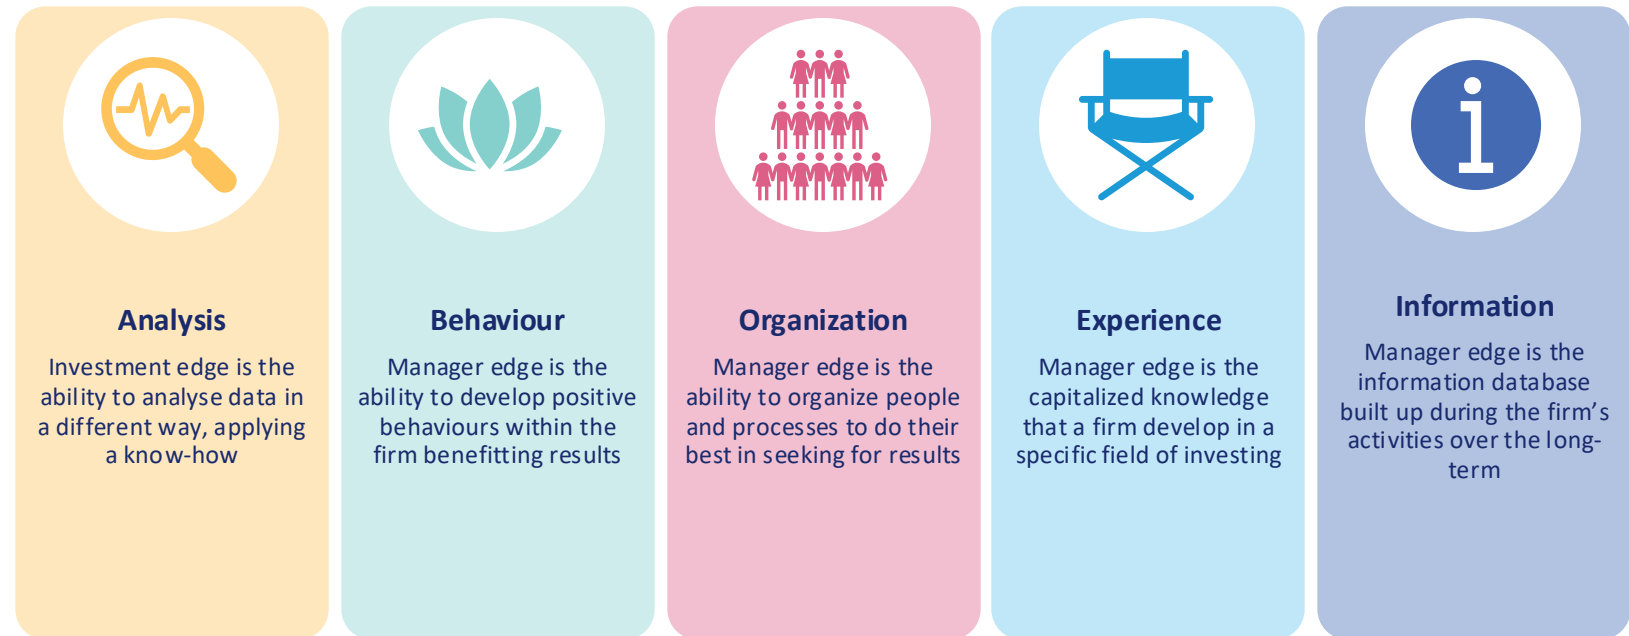 Analysis
Investment edge is the
ability to analyse data in
a different way, applying
a know-how
Behaviour
Manager edge is the
ability to develop positive
behaviours within the
firm benefitting results
Organization
Manager edge is the
ability to organize people
and processes to do their
best in seeking for results
Experience
Manager edge is the
capitalized knowledge
that a firm develop in a
specific field of investing
Information
Manager edge is the
information database
built up during the firm’s
activities over the long-
term